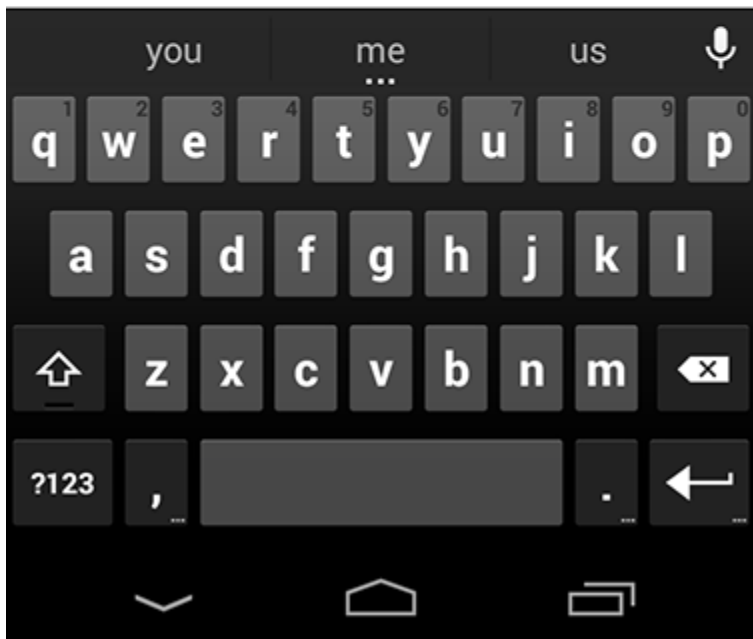 you me us
1 2 3 4 5 6 7 8 9 0
q w e r t y u i o p
a s d f g h j k l
z x c v b n m
?123 , .